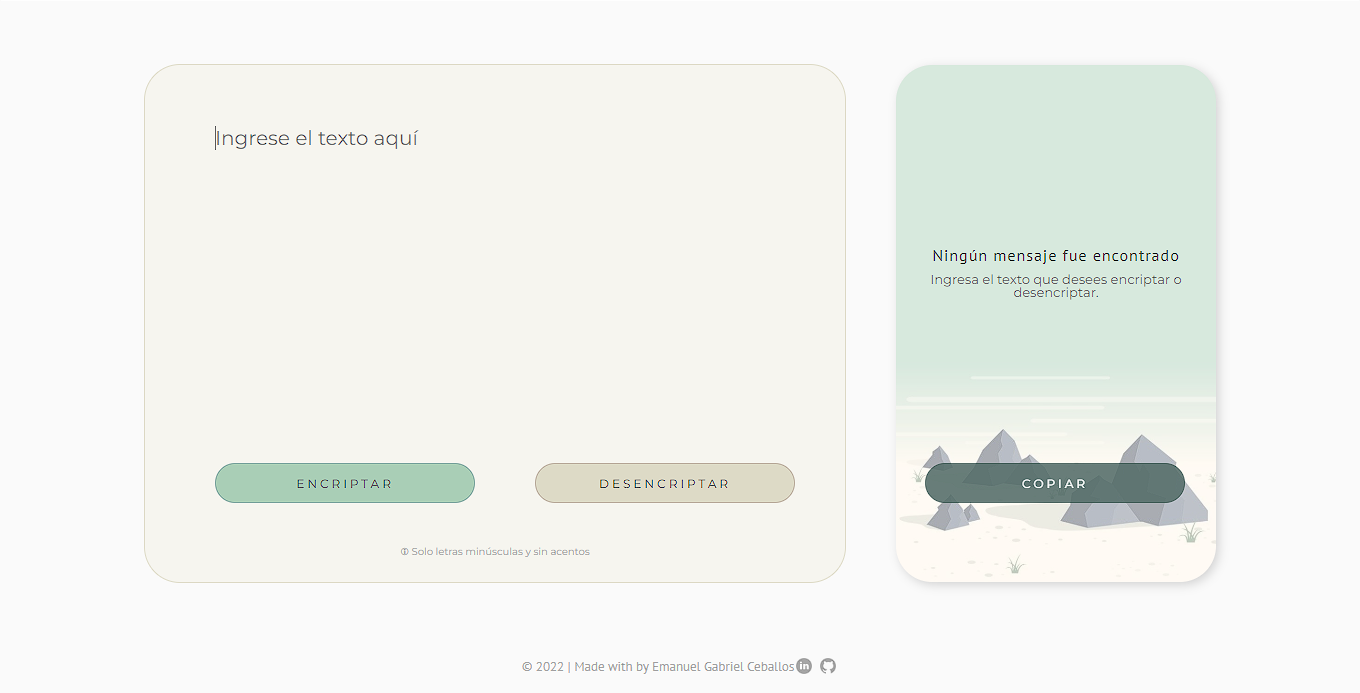 Ingrese el texto aquí
ENCRIPTAR
DESENCRIPTAR
Solo letras minúsculas y sin acentos
Ningún mensaje fue encontrado
Ingresa el texto que desees encriptar o
desencriptar.
COPIAR
© 2022 | Made with by Emanuel Gabriel Ceballos in